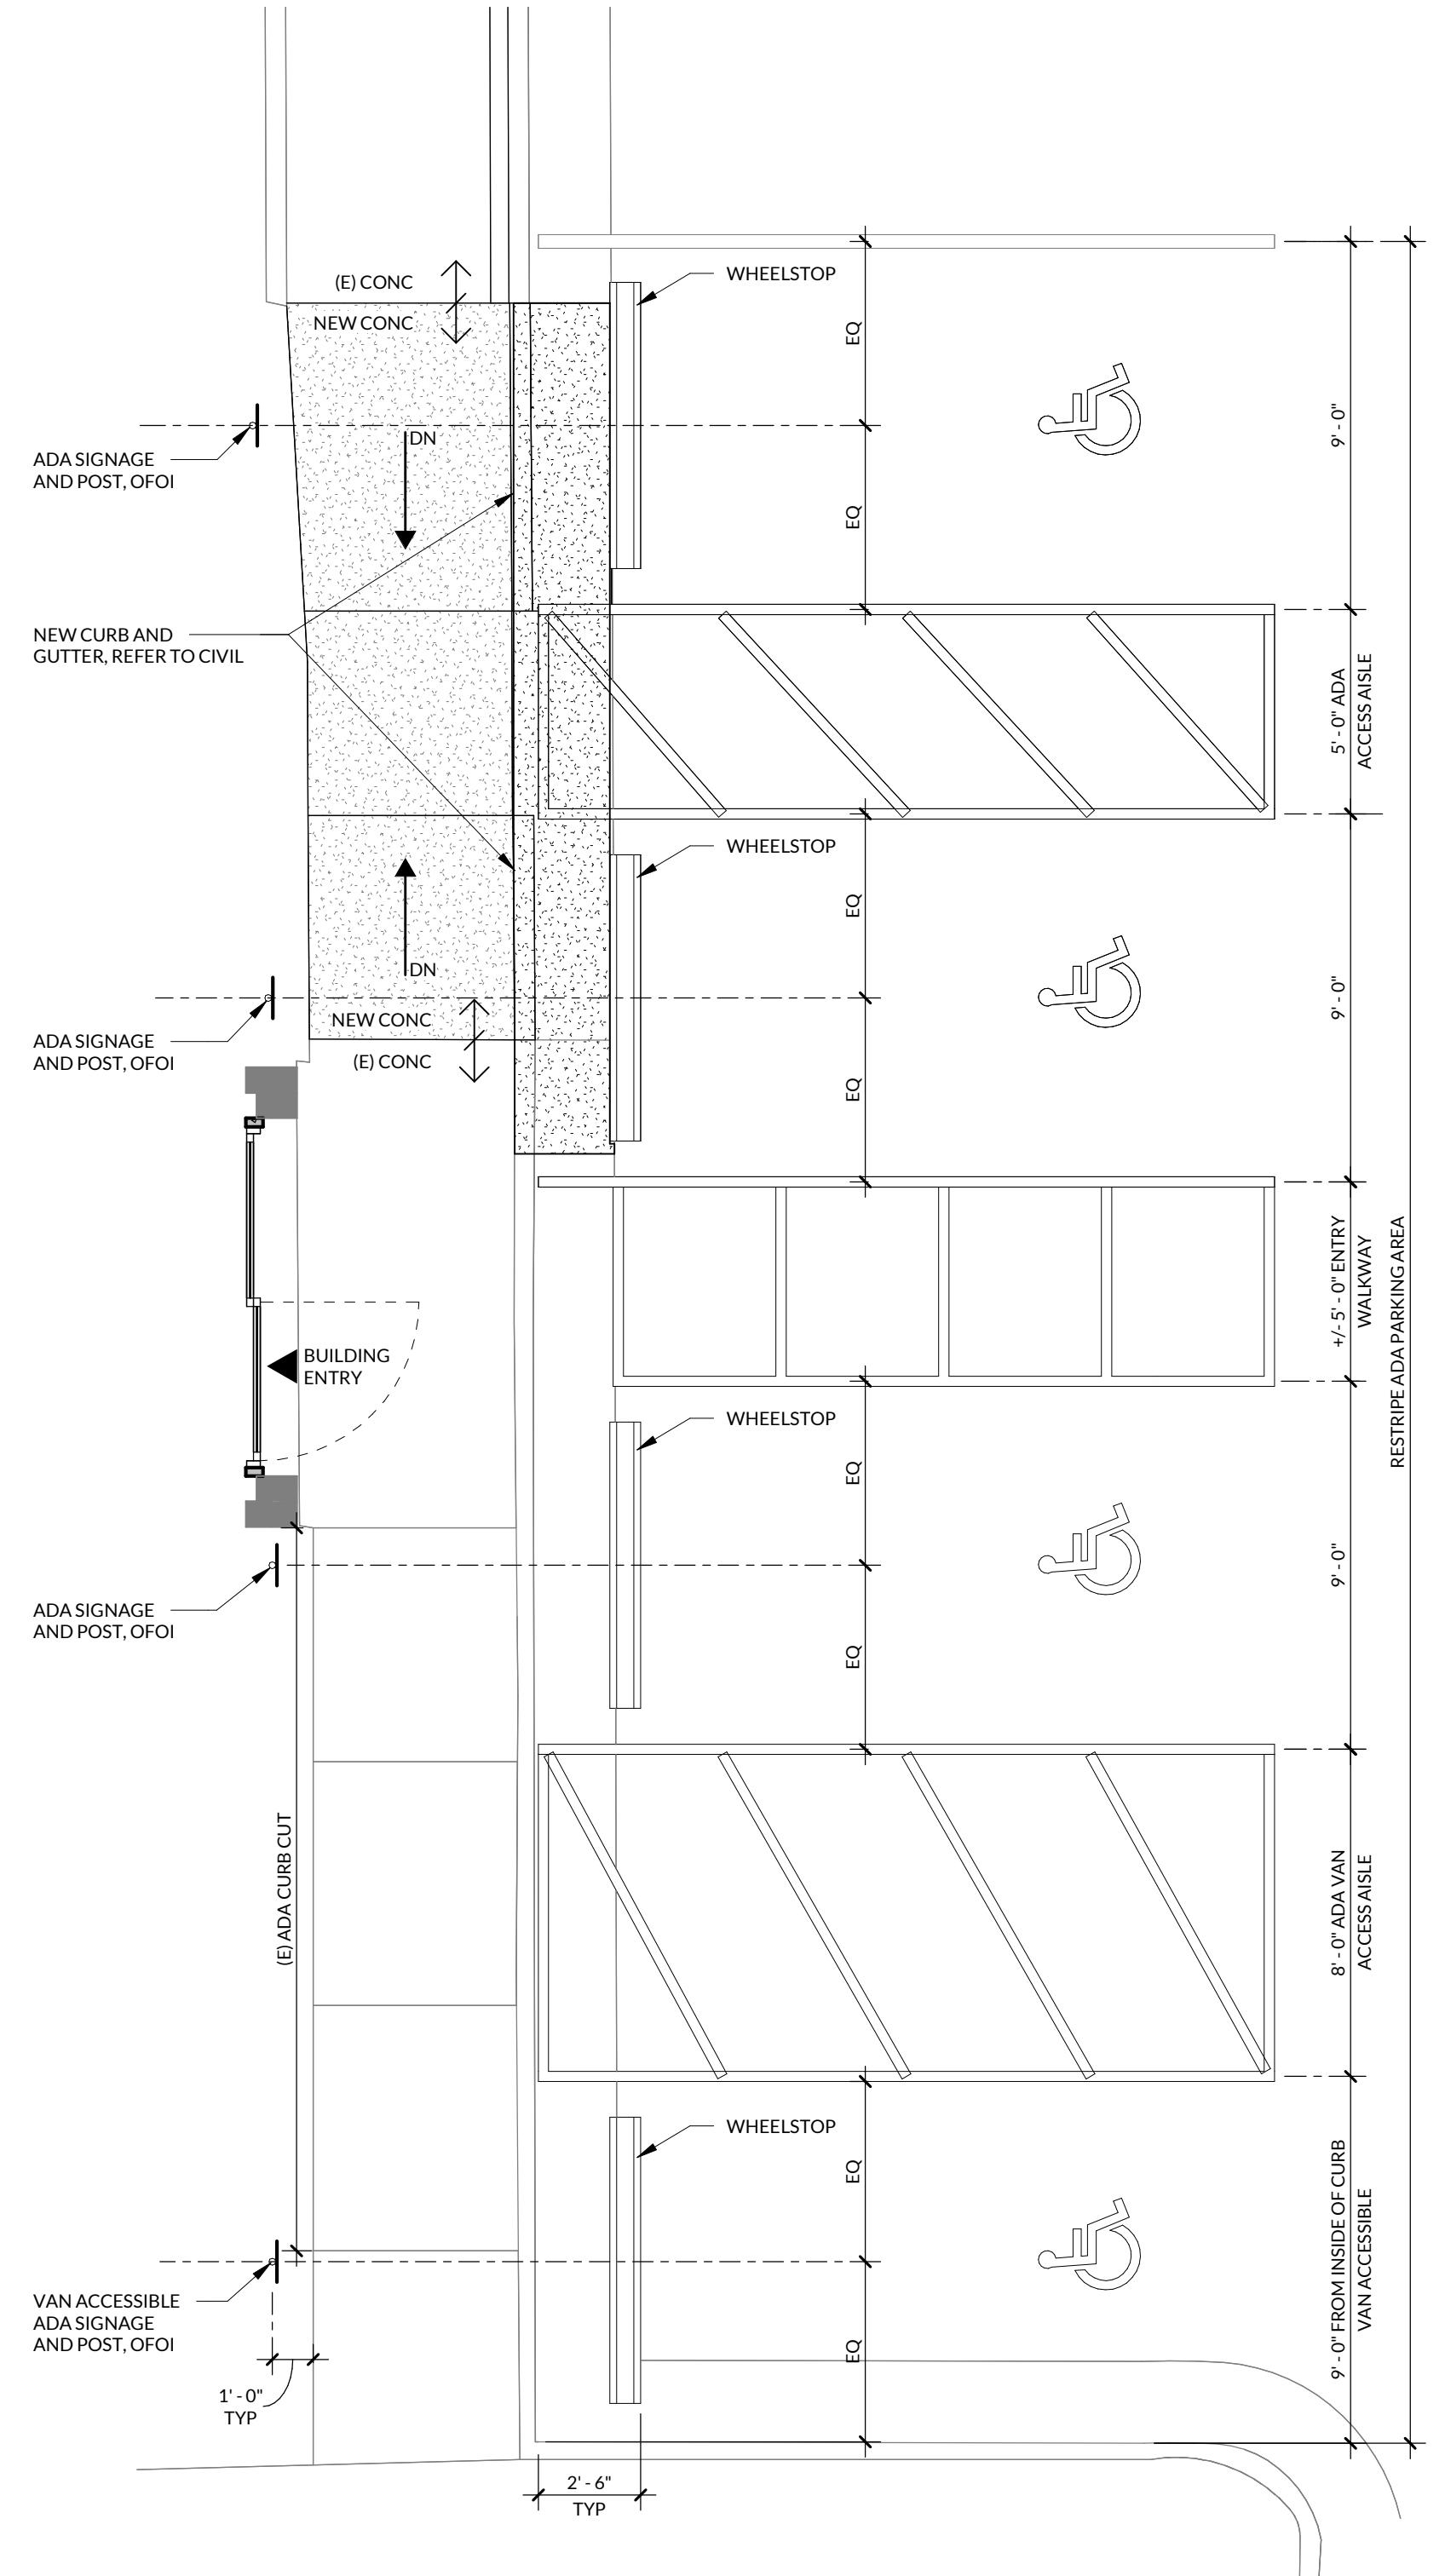 WHEELSTOP
(E) CONC
NEW CONC
EQ
9' - 0"
DN
ADA SIGNAGE
AND POST, OFOI
EQ
NEW CURB AND
GUTTER, REFER TO CIVIL
5' - 0" ADA
ACCESS AISLE
WHEELSTOP
EQ
DN
9' - 0"
NEW CONC
ADA SIGNAGE
AND POST, OFOI
(E) CONC
EQ
+/- 5' - 0" ENTRY
WALKWAY
RESTRIPE ADA PARKING AREA
BUILDING
ENTRY
WHEELSTOP
EQ
9' - 0"
ADA SIGNAGE
AND POST, OFOI
EQ
(E) ADA CURB CUT
8' - 0" ADA VAN
ACCESS AISLE
WHEELSTOP
EQ
9' - 0" FROM INSIDE OF CURB
VAN ACCESSIBLE
VAN ACCESSIBLE
ADA SIGNAGE
AND POST, OFOI
EQ
1' - 0"
TYP
2' - 6"
TYP